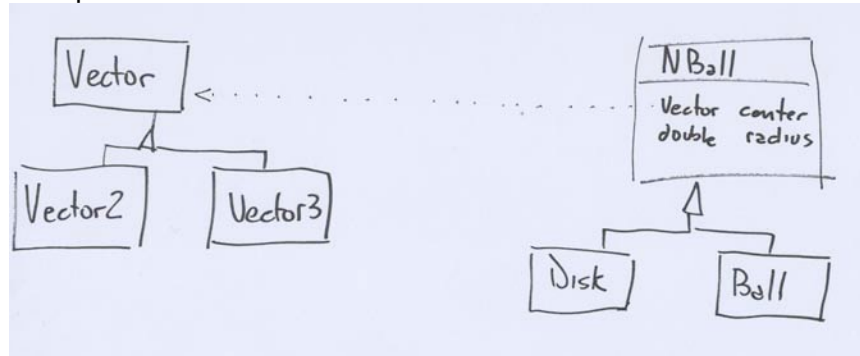 Vector
NBall
Vector center
double radius
Vector2
Vector3
Disk
Ball